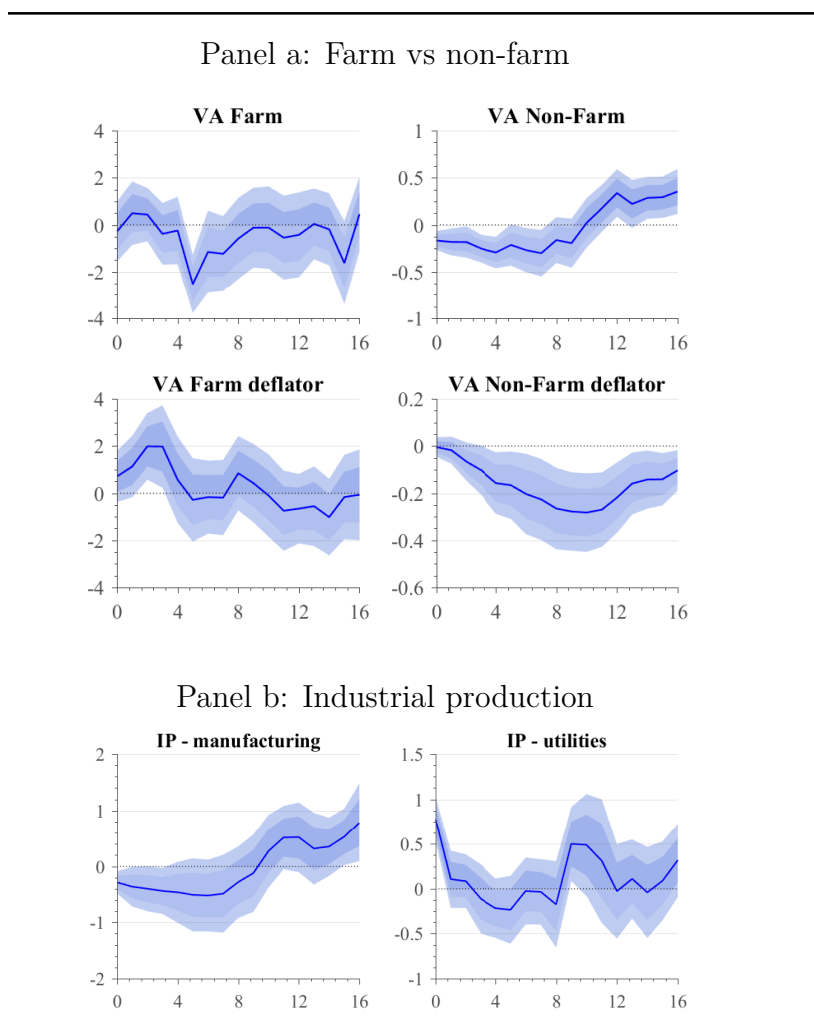 Panel a: Farm vs non-farm
VA Farm
VA Non-Farm
4
2
0
-2
-4
0 4 8 12 16
1
0.5
0
-0.5
-1
0 4 8 12 16
VA Farm deflator
VA Non-Farm deflator
4
2
0
-2
-4
0 4 8 12 16
0.2
0
-0.2
-0.4
-0.6
0 4 8 12 16
Panel b: Industrial production
IP - manufacturing
IP - utilities
2
1
0
-1
-2
0 4 8 12 16
1.5
1
0.5
0
-0.5
-1
0 4 8 12 16